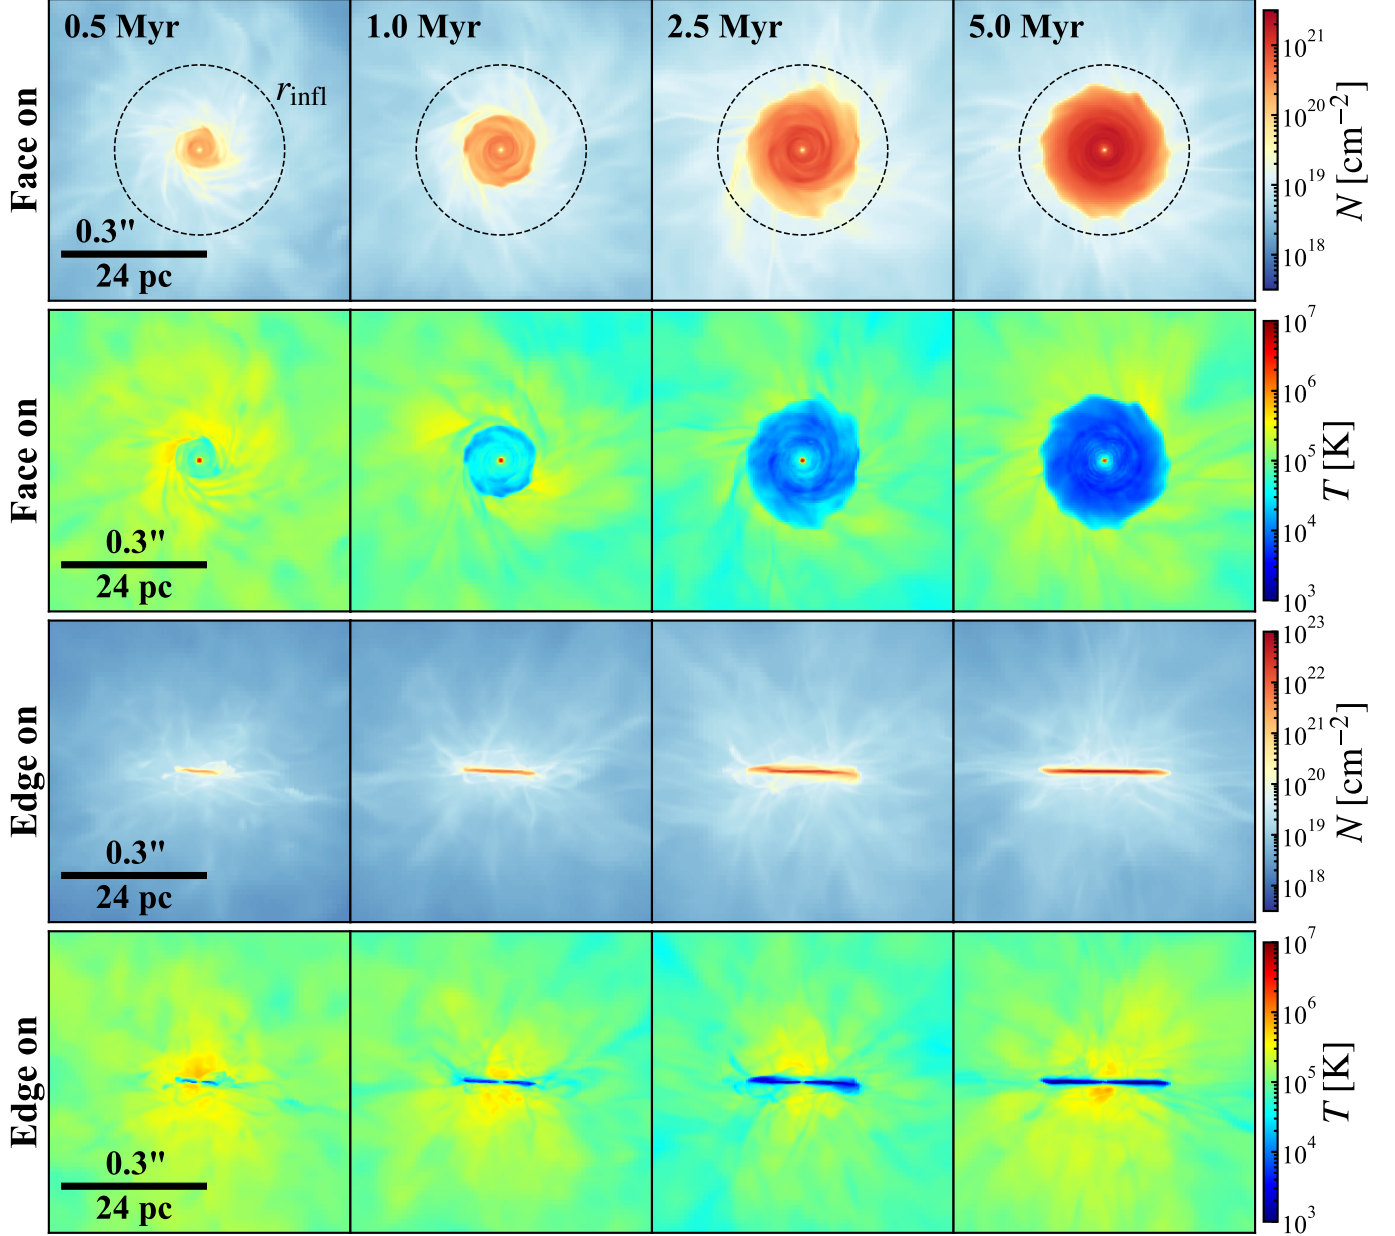 Face on
0.5 Myr
1.0 Myr
2.5 Myr
5.0 Myr
r_infl
0.3"
24 pc
10^21
10^20
10^19
10^18
N [cm^−2]
Face on
0.3"
24 pc
10^7
10^6
10^5
10^4
10^3
T [K]
Edge on
0.3"
24 pc
10^23
10^22
10^21
10^20
10^19
10^18
N [cm^−2]
Edge on
0.3"
24 pc
10^7
10^6
10^5
10^4
10^3
T [K]